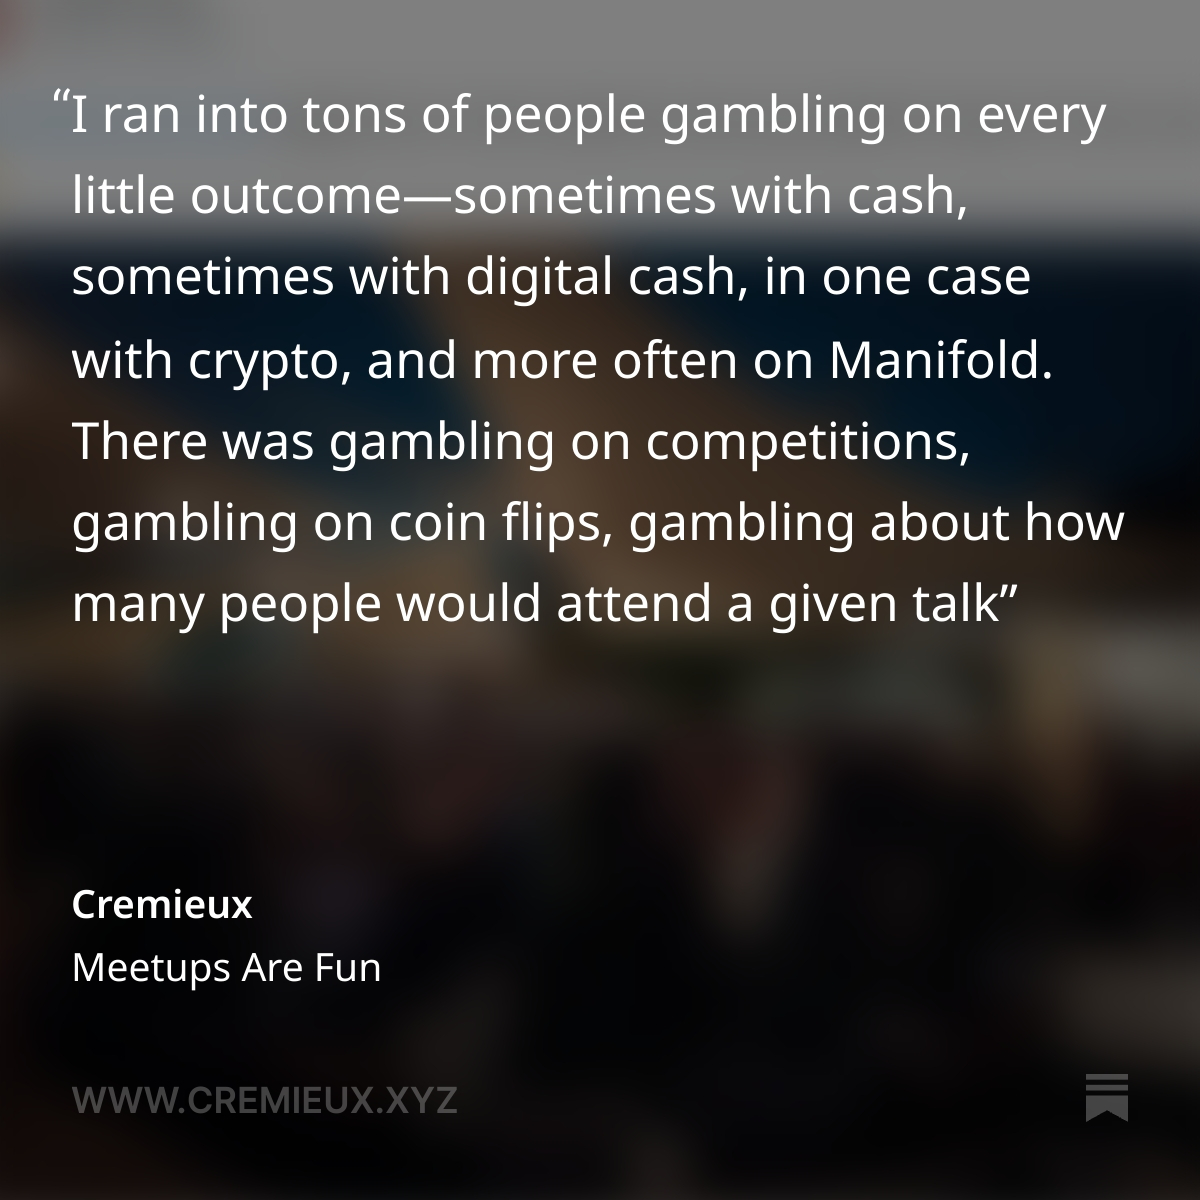 “I ran into tons of people gambling on every
little outcome—sometimes with cash,
sometimes with digital cash, in one case
with crypto, and more often on Manifold.
There was gambling on competitions,
gambling on coin flips, gambling about how
many people would attend a given talk”
Cremieux
Meetups Are Fun
WWW.CREMIEUX.XYZ